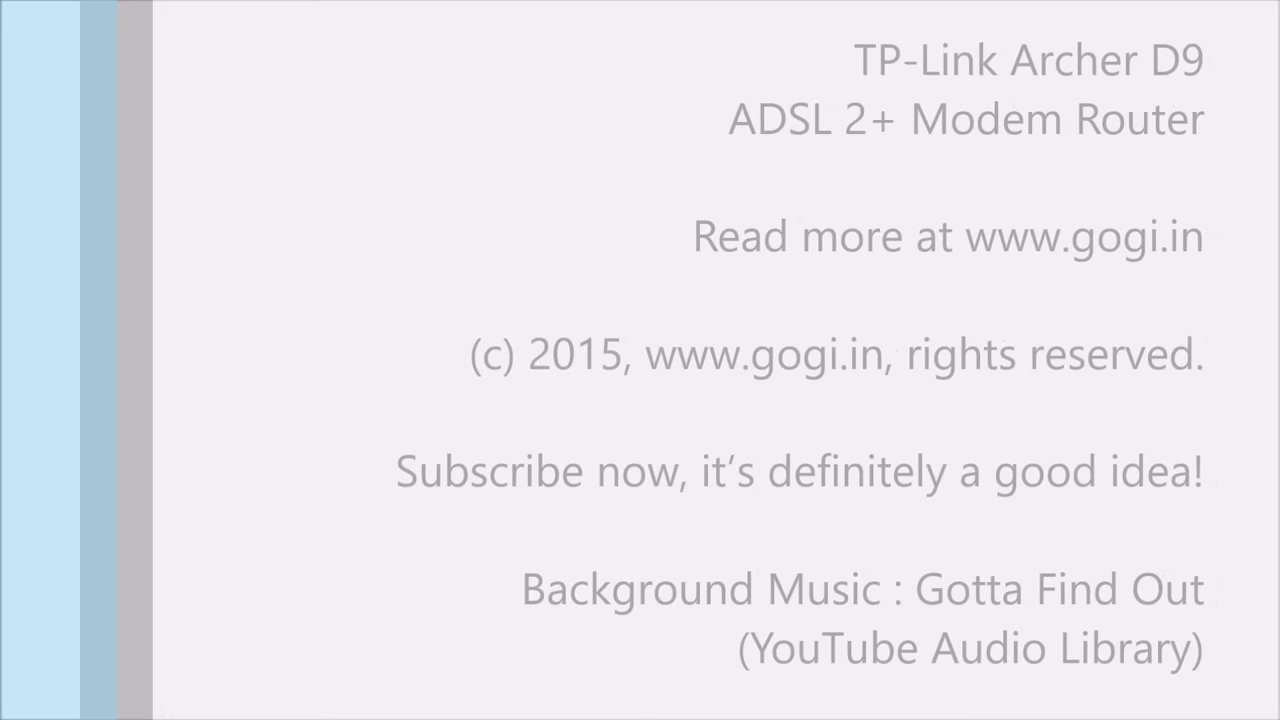 TP-Link Archer D9
ADSL 2+ Modem Router
Read more at www.gogi.in
(c) 2015, www.gogi.in, rights reserved.
Subscribe now, it’s definitely a good idea!
Background Music : Gotta Find Out
(YouTube Audio Library)